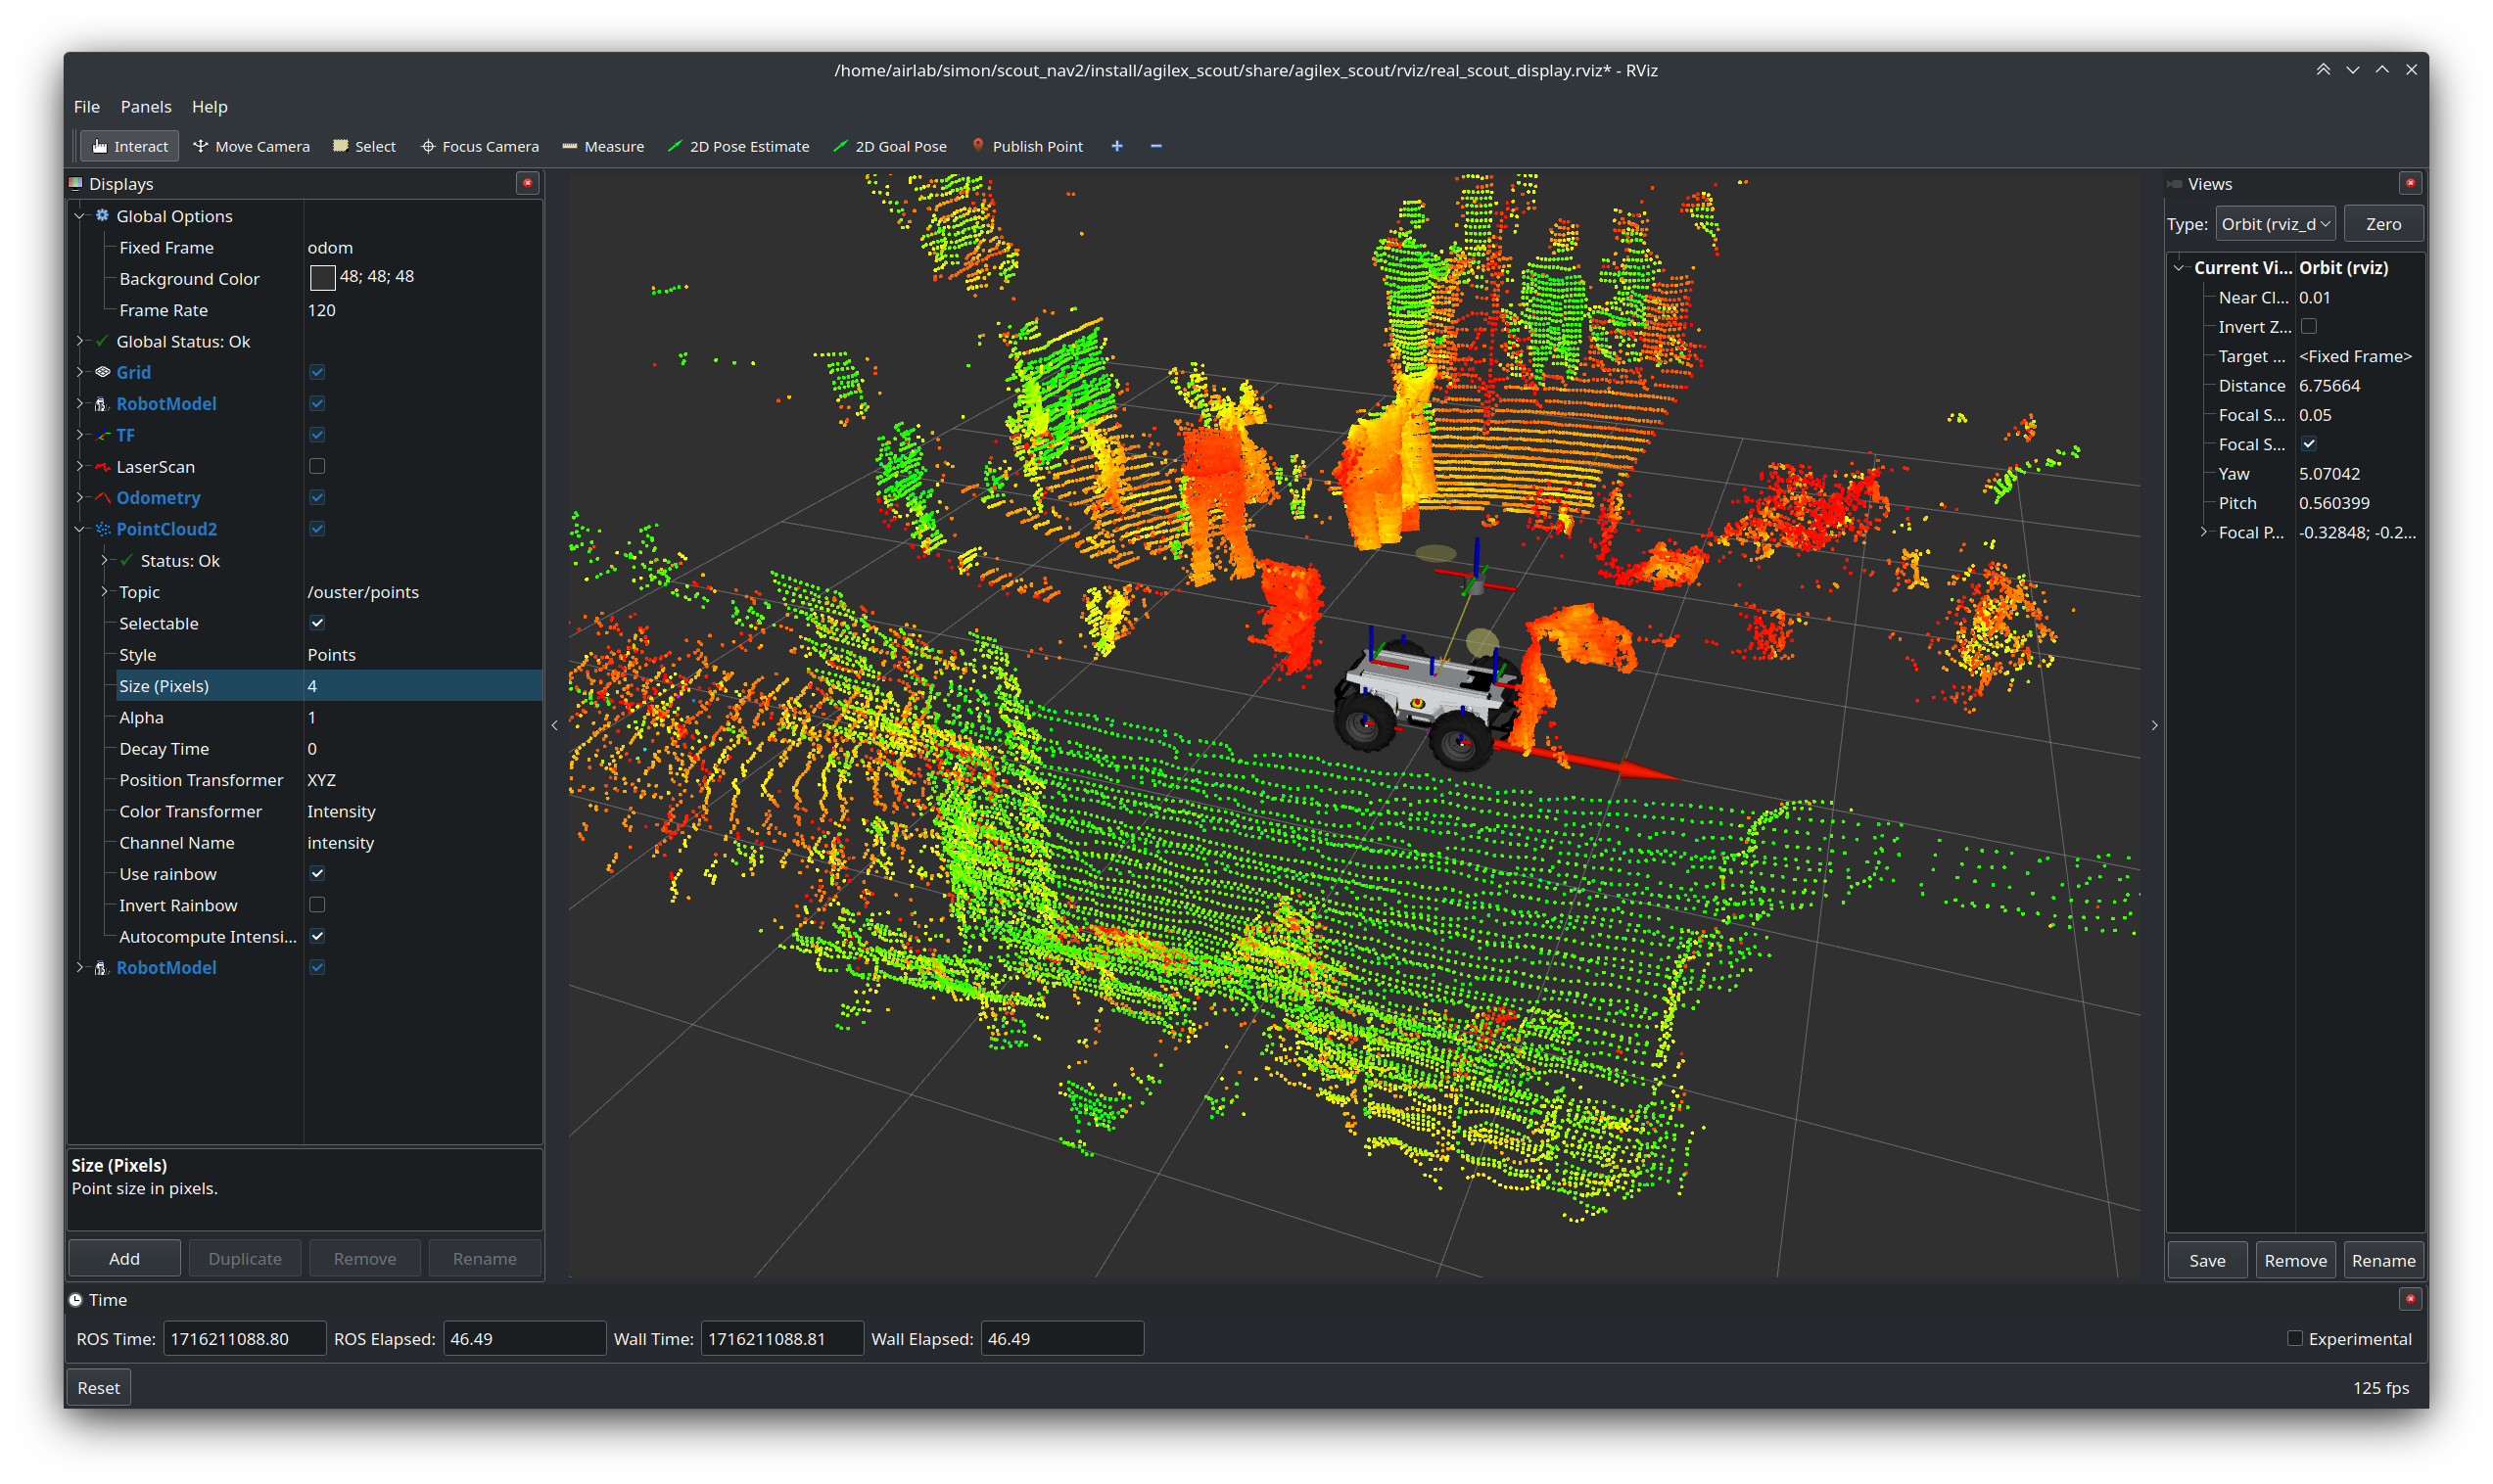 /home/airlab/simon/scout_nav2/install/agilex_scout/share/agilex_scout/rviz/real_scout_display.rviz* - RViz
File Panels Help
Interact Move Camera Select Focus Camera Measure 2D Pose Estimate 2D Goal Pose Publish Point
Displays
Global Options
Fixed Frame odom
Background Color 48; 48; 48
Frame Rate 120
Global Status: Ok
Grid
RobotModel
TF
LaserScan
Odometry
PointCloud2
Status: Ok
Topic /ouster/points
Selectable
Style Points
Size (Pixels) 4
Alpha 1
Decay Time 0
Position Transformer XYZ
Color Transformer Intensity
Channel Name intensity
Use rainbow
Invert Rainbow
Autocompute Intensi...
RobotModel
Size (Pixels)
Point size in pixels.
Add Duplicate Remove Rename
Views
Type: Orbit (rviz_d Zero
Current Vi... Orbit (rviz)
Near Cl... 0.01
Invert Z...
Target ... <Fixed Frame>
Distance 6.75664
Focal S... 0.05
Focal S...
Yaw 5.07042
Pitch 0.560399
Focal P... -0.32848; -0.2...
Save Remove Rename
Time
ROS Time: 1716211088.80 ROS Elapsed: 46.49 Wall Time: 1716211088.81 Wall Elapsed: 46.49 Experimental
Reset 125 fps